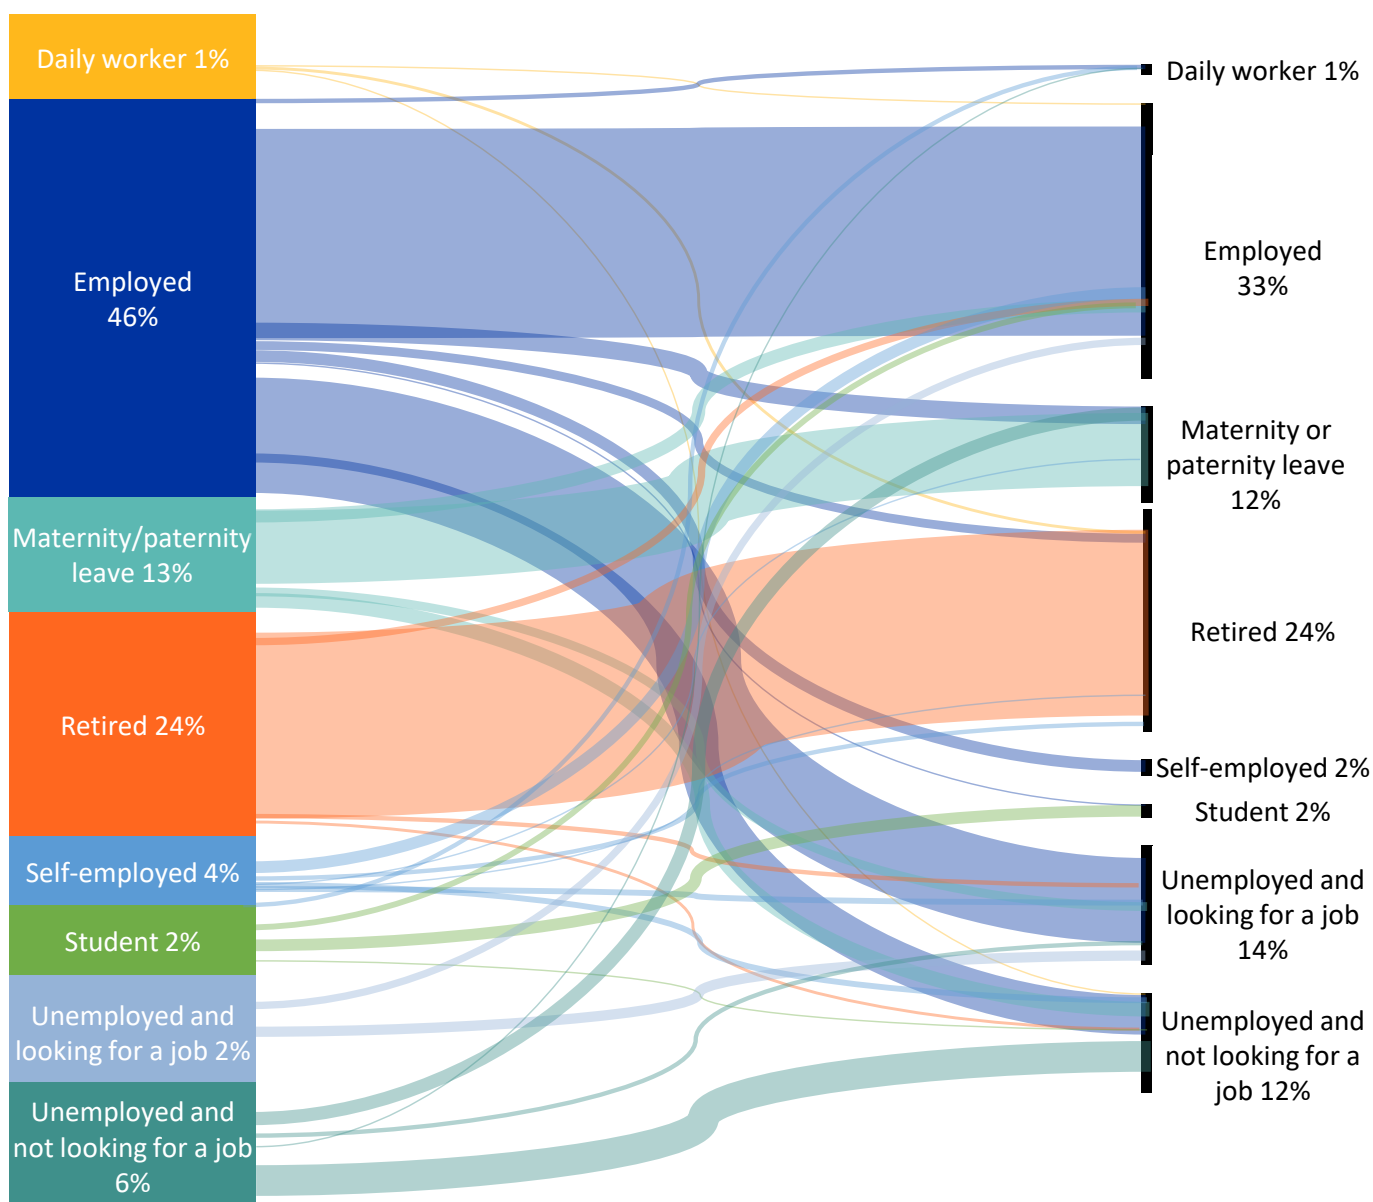 Daily worker 1%
Employed
46%
Maternity/paternity
leave 13%
Retired 24%
Self-employed 4%
Student 2%
Unemployed and
looking for a job 2%
Unemployed and
not looking for a job
6%
Daily worker 1%
Employed
33%
Maternity or
paternity leave
12%
Retired 24%
Self-employed 2%
Student 2%
Unemployed and
looking for a job
14%
Unemployed and
not looking for a
job 12%